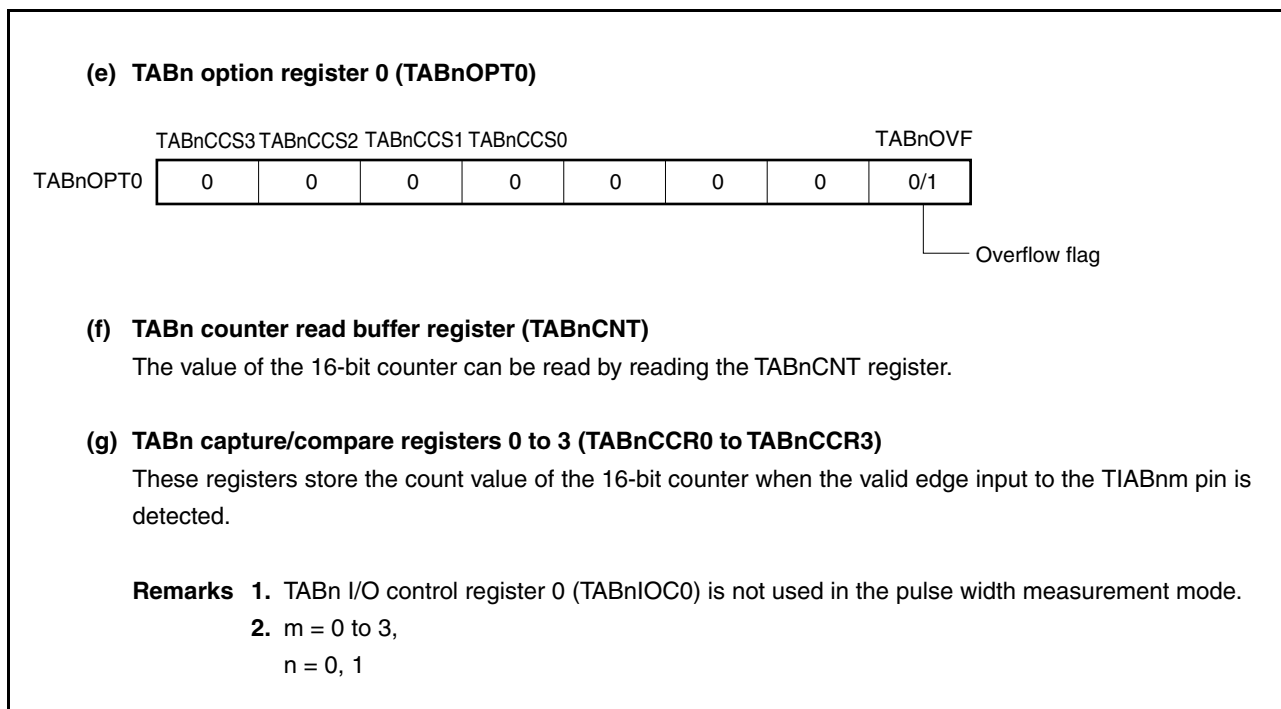 (e) TABn option register 0 (TABnOPT0)
TABnCCS3 TABnCCS2 TABnCCS1 TABnCCS0 TABnOVF
TABnOPT0 0 0 0 0 0 0 0 0/1
Overflow flag
(f) TABn counter read buffer register (TABnCNT)
The value of the 16-bit counter can be read by reading the TABnCNT register.
(g) TABn capture/compare registers 0 to 3 (TABnCCR0 to TABnCCR3)
These registers store the count value of the 16-bit counter when the valid edge input to the TIABnm pin is
detected.
Remarks 1. TABn I/O control register 0 (TABnIOC0) is not used in the pulse width measurement mode.
2. m = 0 to 3,
n = 0, 1